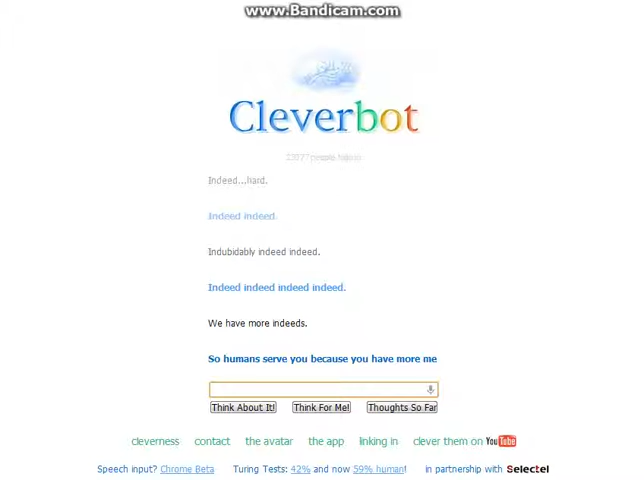 www.Bandicam.com
Cleverbot
Indeed...hard.
Indeed indeed.
Indubidably indeed indeed.
Indeed indeed indeed indeed.
We have more indeeds.
So humans serve you because you have more me
Think About It! Think For Me! Thoughts So Far
cleverness contact the avatar the app linking in clever them on YouTube
Speech input? Chrome Beta Turing Tests: 42% and now 59% human! in partnership with Selectel